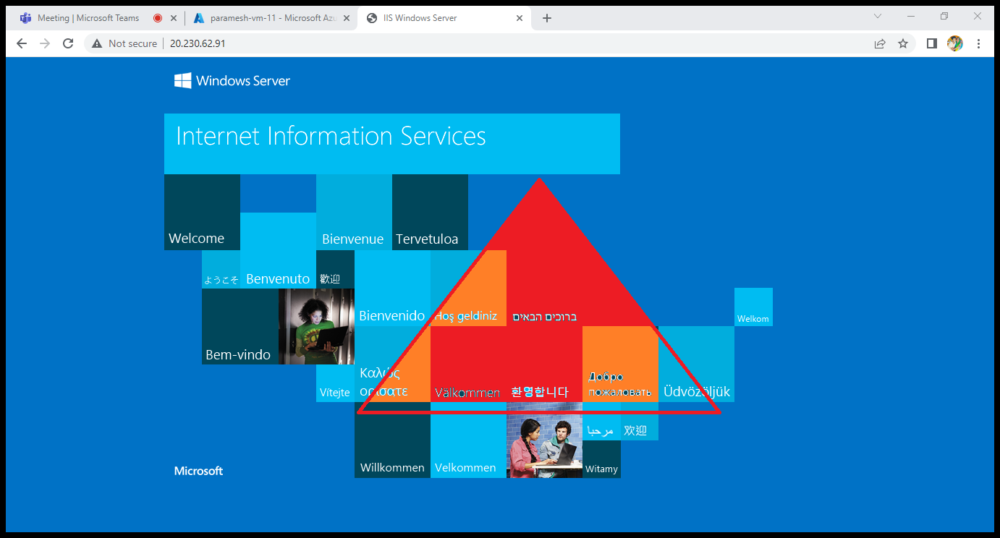 Meeting | Microsoft Teams
paramesh-vm-11 - Microsoft Azu
IIS Windows Server
Not secure
20.230.62.91
Windows Server
Internet Information Services
Welcome
Bienvenue
Tervetuloa
ようこそ
Benvenuto
歡迎
Bienvenido
Hoş geldiniz
ברוכים הבאים
Welkom
Bem-vindo
Vítejte
Καλώς
ορίσατε
Välkommen
환영합니다
Добро
пожаловать
Üdvözöljük
Willkommen
Velkommen
مرحبا
欢迎
Witamy
Microsoft